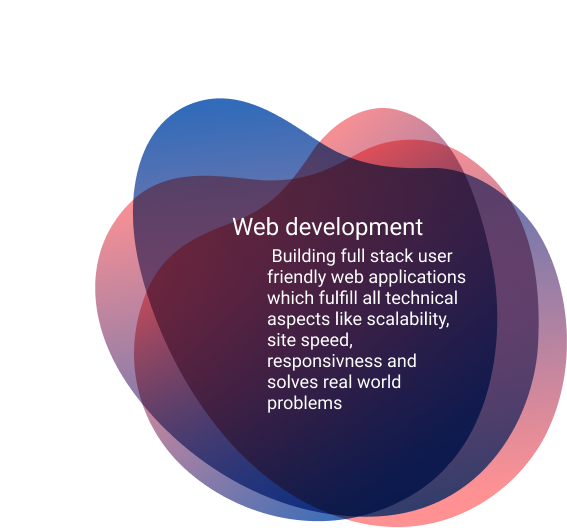 Web development
Building full stack user
friendly web applications
which fulfill all technical
aspects like scalability,
site speed,
responsivness and
solves real world
problems